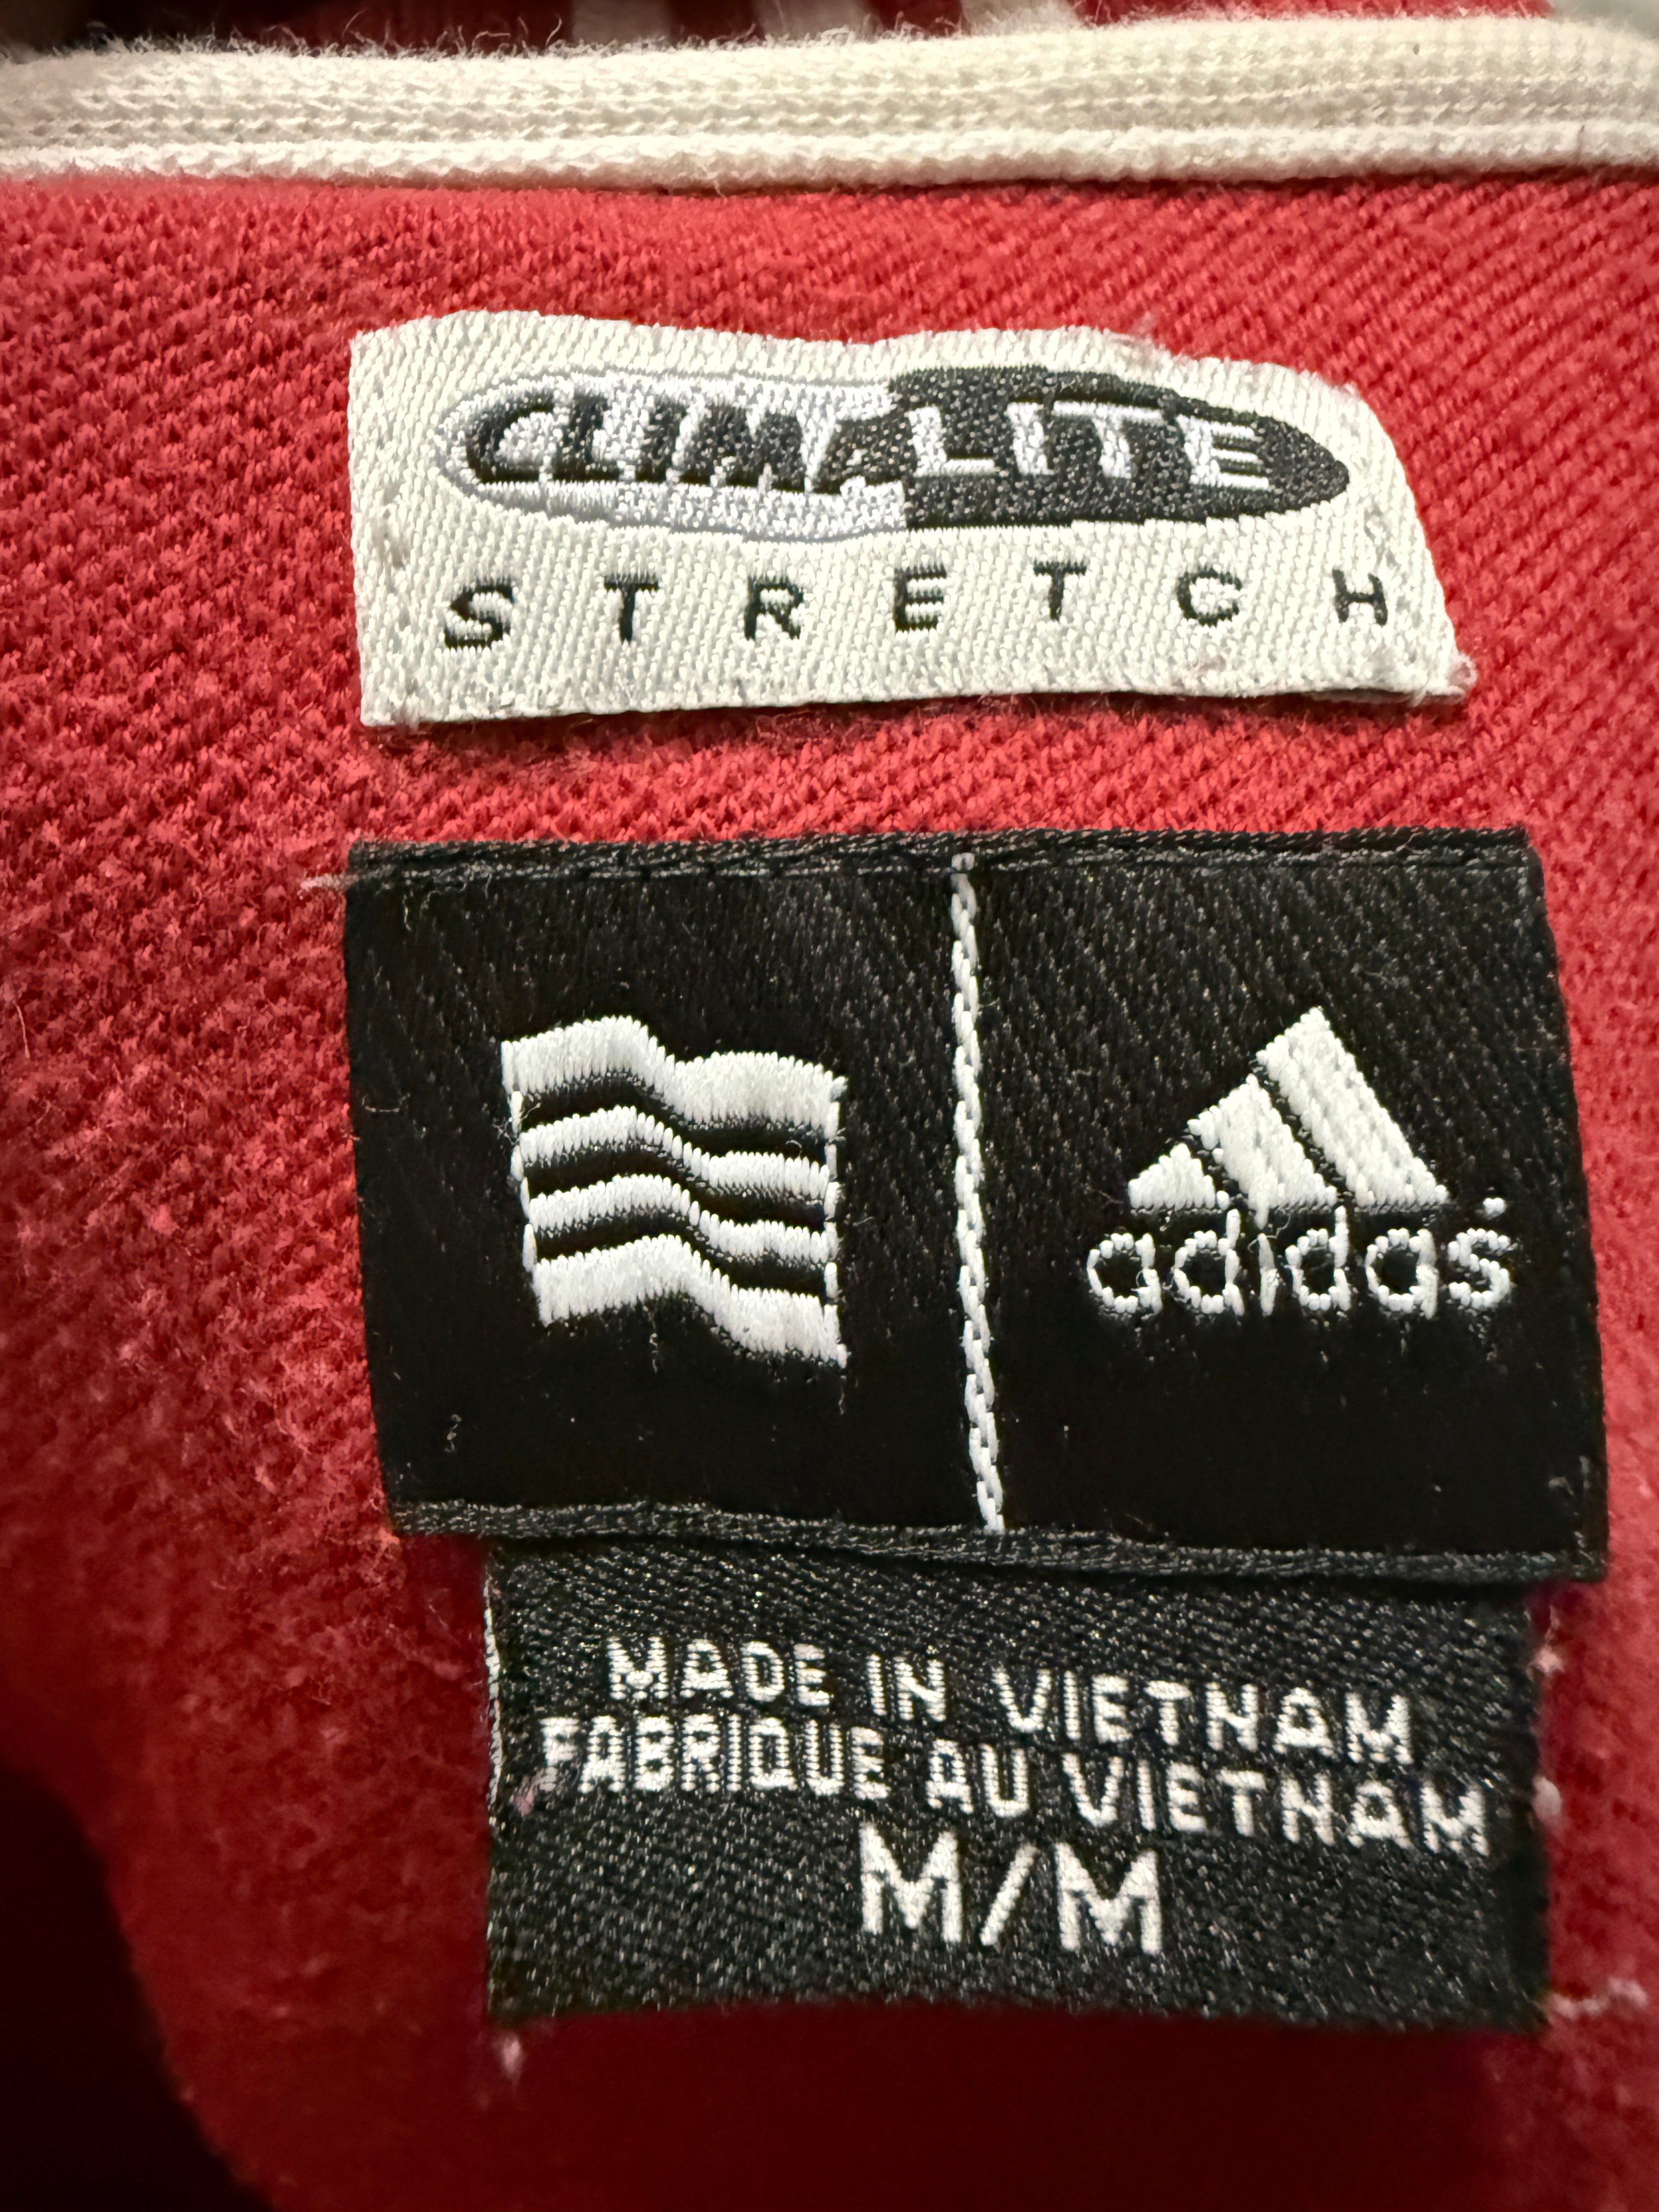 CLIMALITE
STRETCH
adidas
MADE IN VIETNAM
FABRIQUE AU VIETNAM
M/M